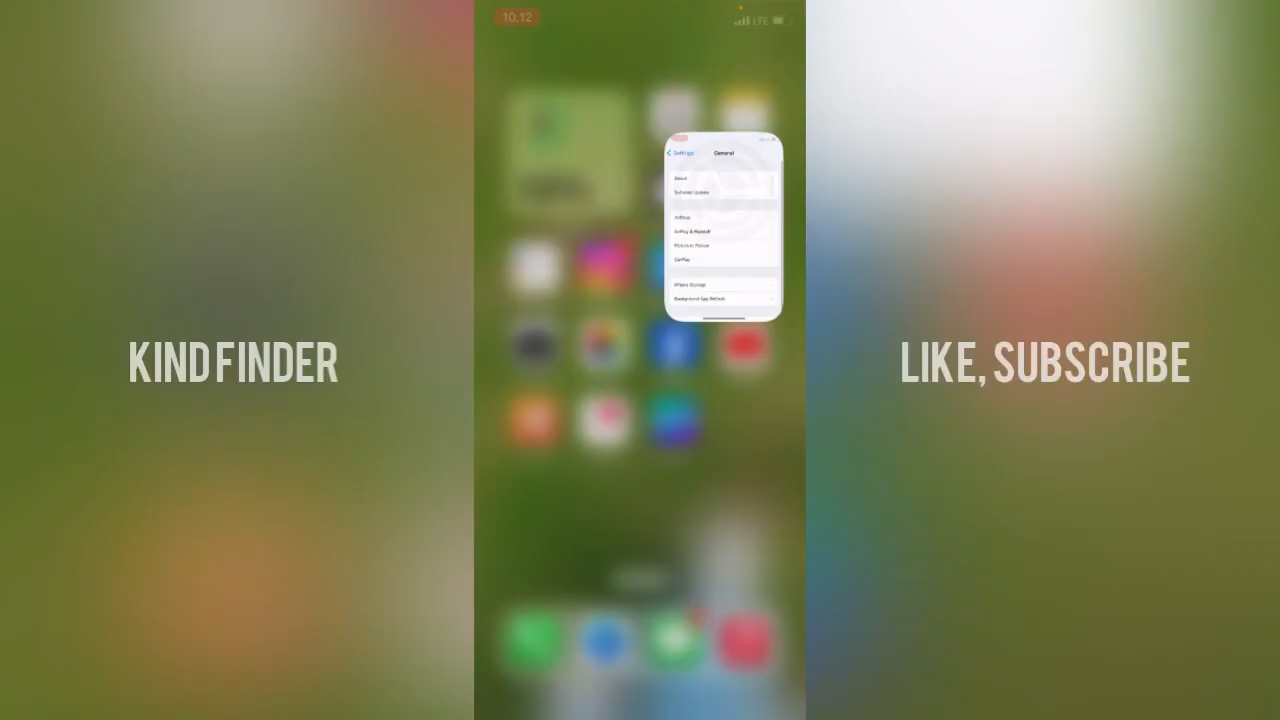 10.12
LTE
Settings
General
About
Software Update
AirDrop
AirPlay & Handoff
Picture in Picture
CarPlay
iPhone Storage
Background App Refresh
KIND FINDER
LIKE, SUBSCRIBE